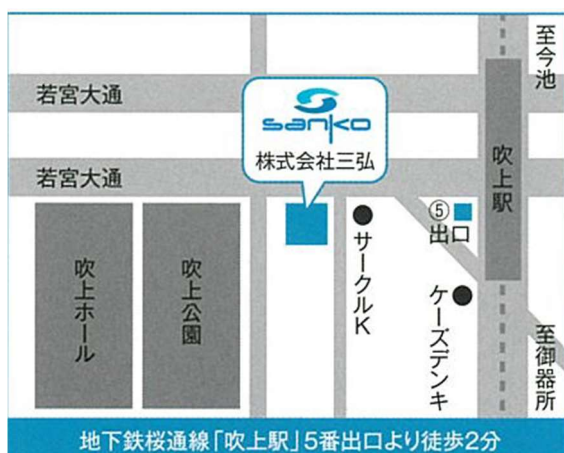 至今池
若宮大通
sanko
株式会社三弘
吹上駅
若宮大通
⑤
出口
サークルK
吹上ホール
吹上公園
ケーズデンキ
至御器所
地下鉄桜通線「吹上駅」5番出口より徒歩2分